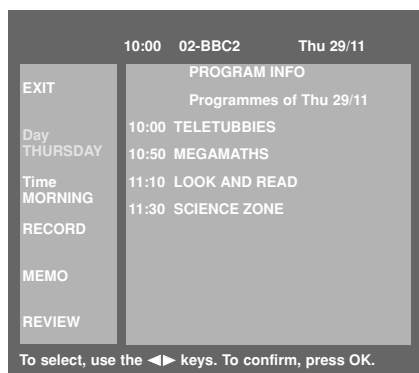 10:00 02-BBC2 Thu 29/11
EXIT
Day
THURSDAY
Time
MORNING
RECORD
MEMO
REVIEW
PROGRAM INFO
Programmes of Thu 29/11
10:00 TELETUBBIES
10:50 MEGAMATHS
11:10 LOOK AND READ
11:30 SCIENCE ZONE
To select, use the ◀▶ keys. To confirm, press OK.